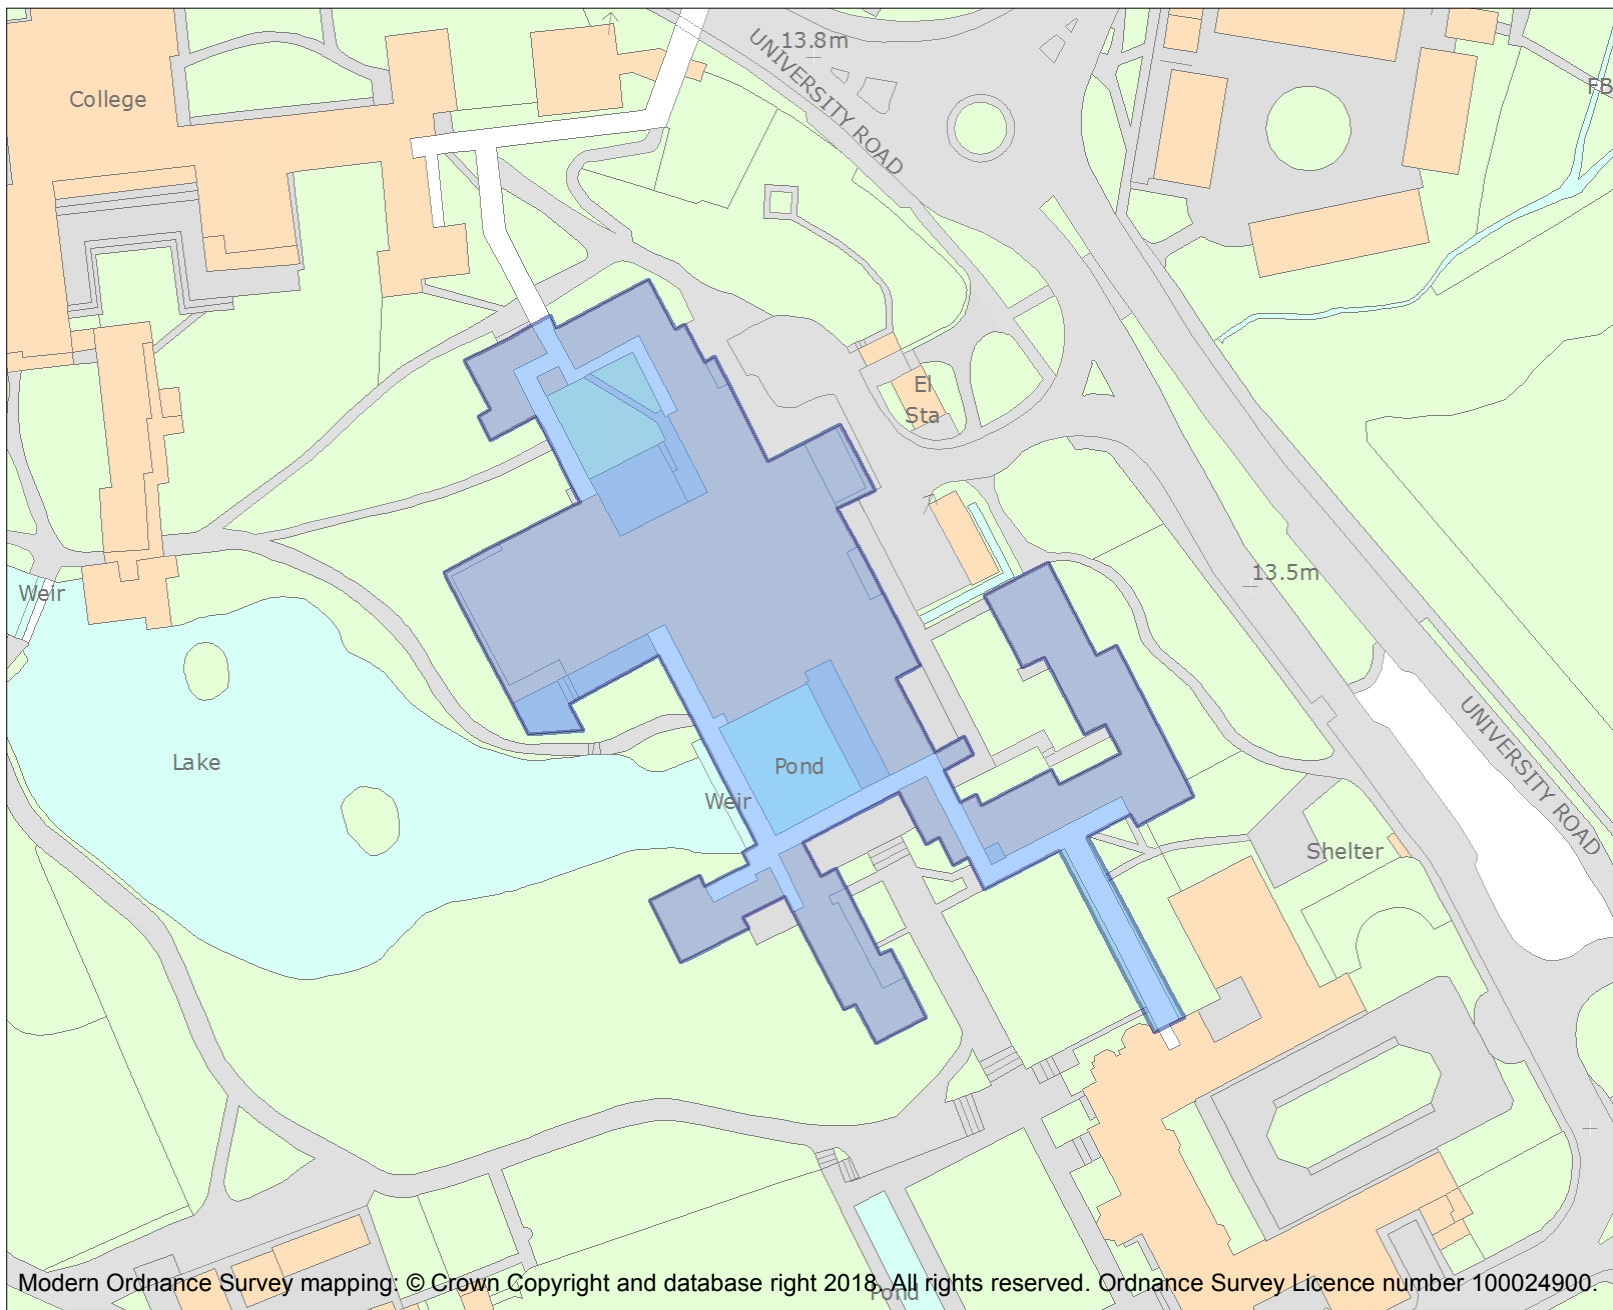 13.8m
UNIVERSITY ROAD
College
FB
El
Sta
13.5m
Weir
UNIVERSITY ROAD
Lake
Pond
Weir
Shelter
Pond
Modern Ordnance Survey mapping: © Crown Copyright and database right 2018. All rights reserved. Ordnance Survey Licence number 100024900.